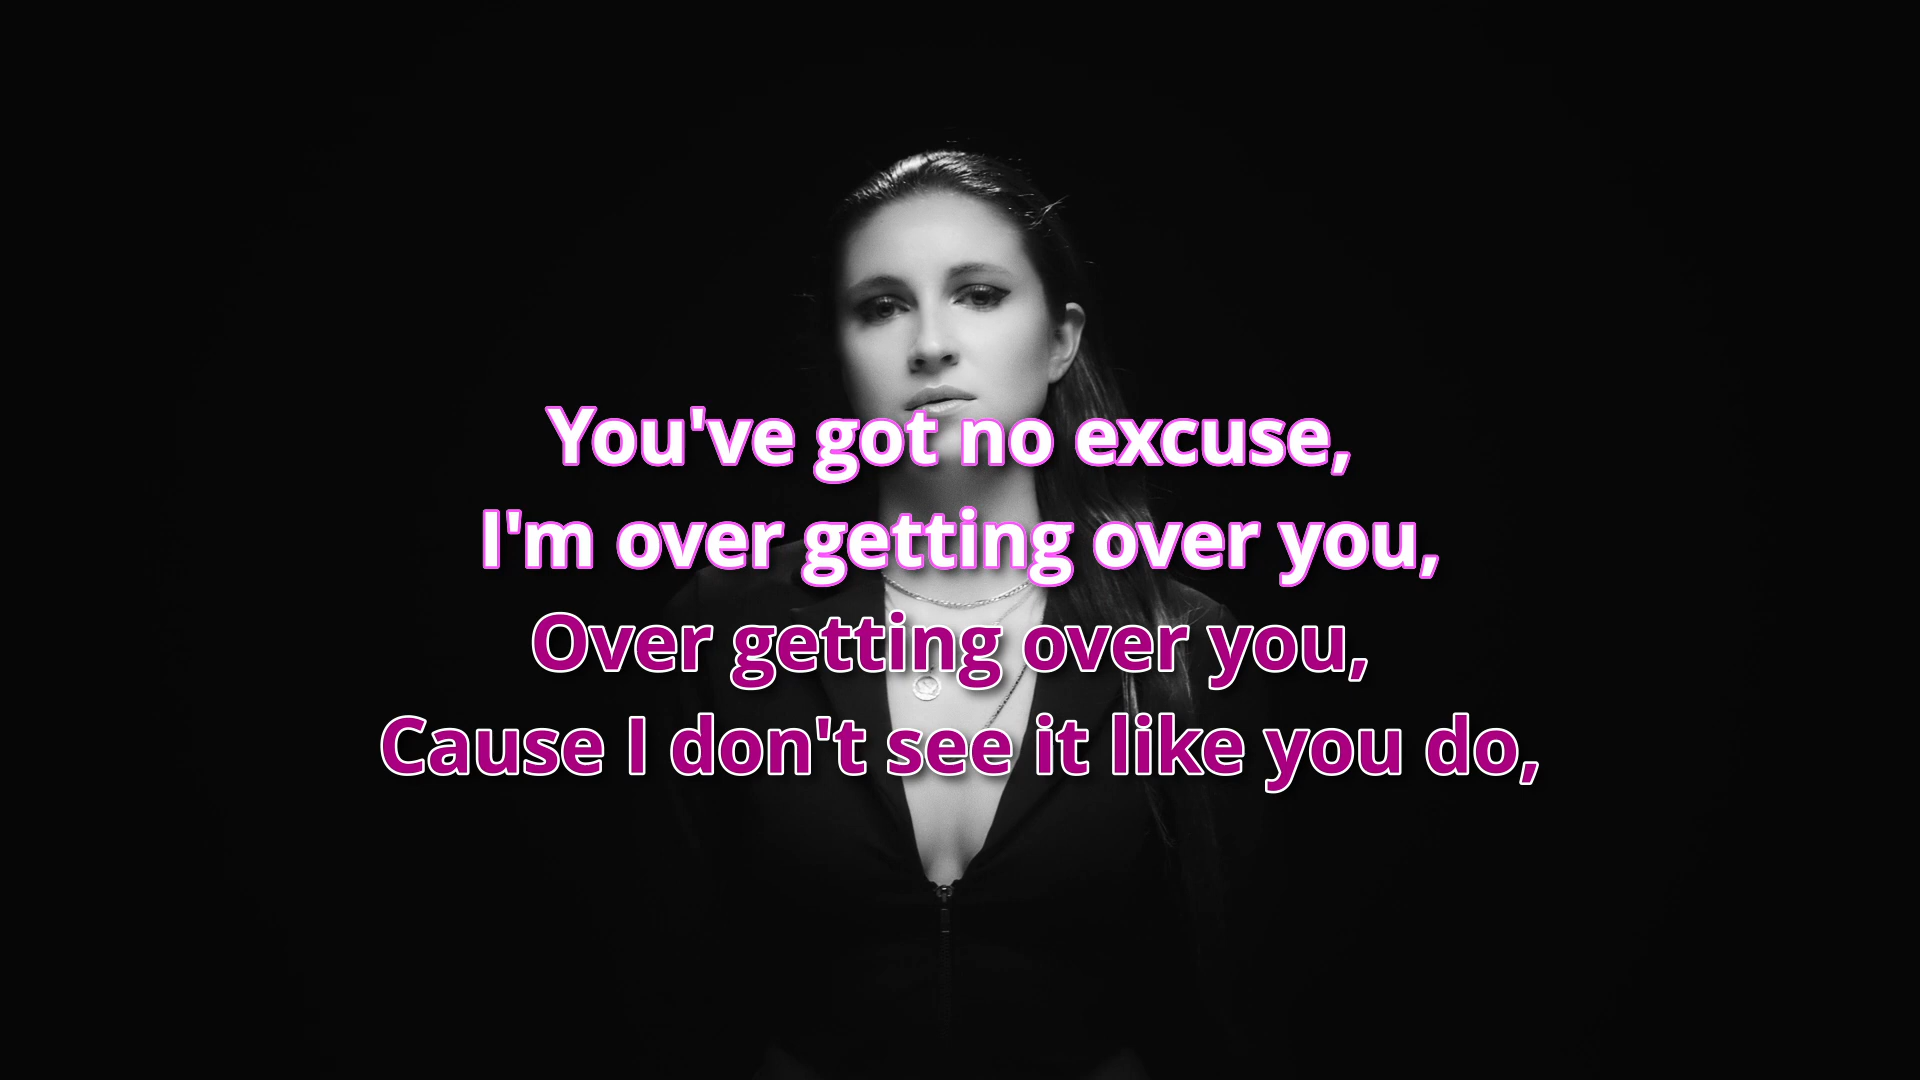 You've got no excuse,
I'm over getting over you,
Over getting over you,
Cause I don't see it like you do,